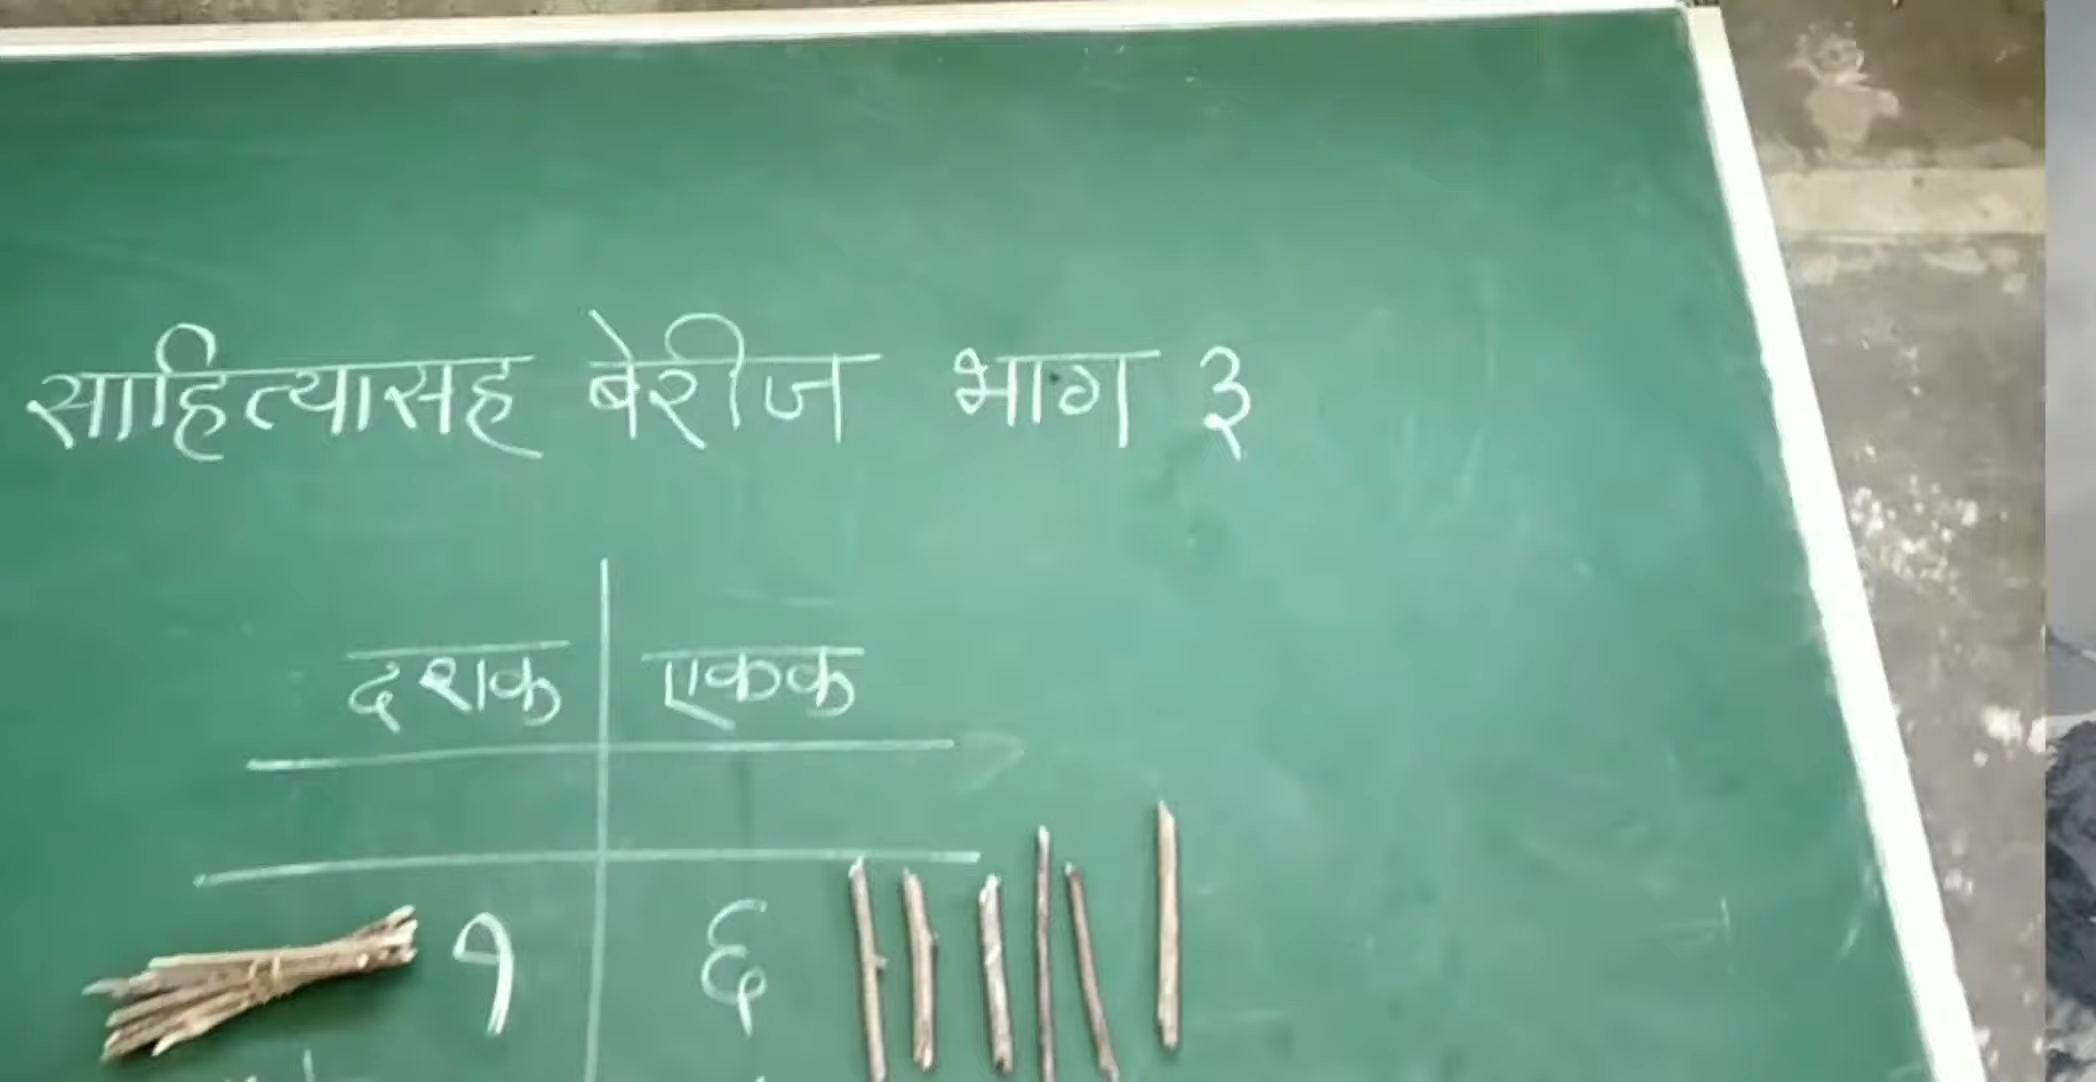 साहित्यासह बेरीज भाग ३
दशक एकक
१ ६